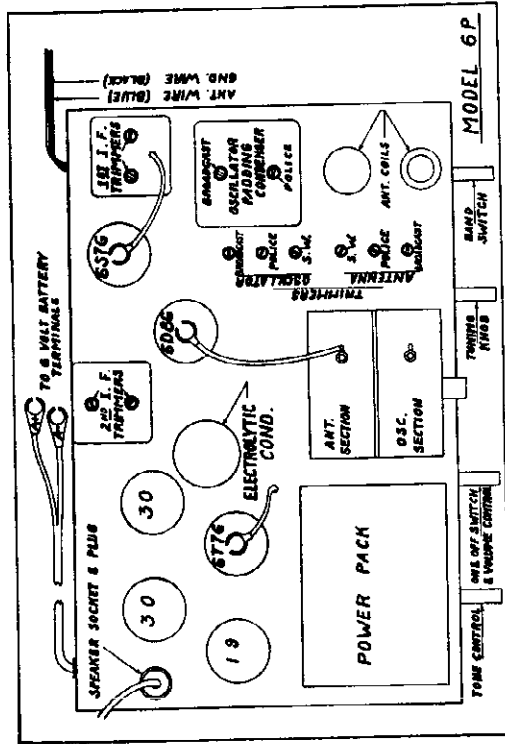 GND. WIRE (BLACK)
ANT. WIRE (BLUE)
TO 6 VOLT BATTERY
TERMINALS
A+
A-
SPEAKER SOCKET & PLUG
1ST I.F.
TRIMMERS
6S7G
BROADCAST
OSCILLATOR
PADDING
CONDENSER
POLICE
ANT. COILS
BROADCAST
POLICE
S.W.
OSCILLATOR
TRIMMERS
ANTENNA
S.W.
POLICE
BROADCAST
6D8G
2ND I.F.
TRIMMERS
ELECTROLYTIC
COND.
30
30
19
6T7G
ANT.
SECTION
OSC.
SECTION
POWER PACK
TONE CONTROL
ON & OFF SWITCH
& VOLUME CONTROL
TUNING
KNOB
BAND
SWITCH
MODEL 6P